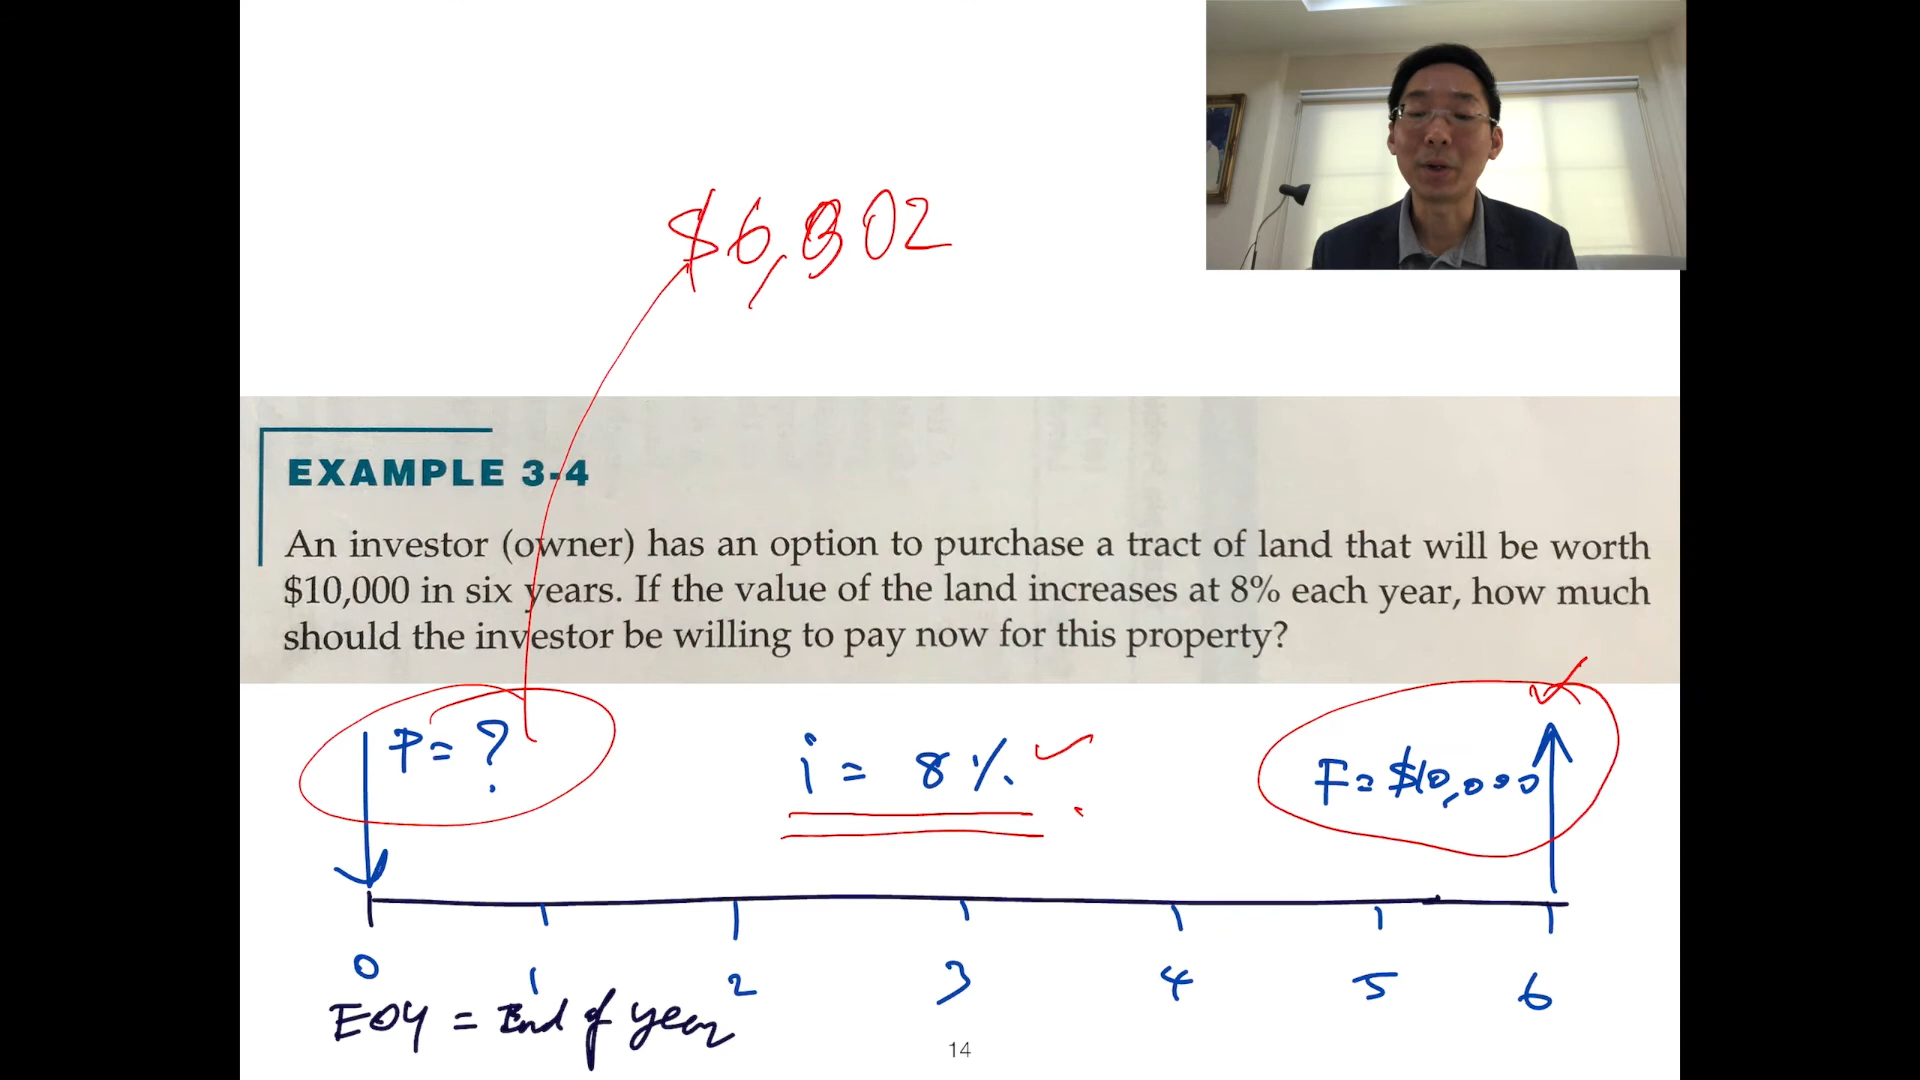 $6,302
EXAMPLE 3-4
An investor (owner) has an option to purchase a tract of land that will be worth
$10,000 in six years. If the value of the land increases at 8% each year, how much
should the investor be willing to pay now for this property?
P = ?
i = 8%
F = $10,000
0 1 2 3 4 5 6
EOY = End of year
14